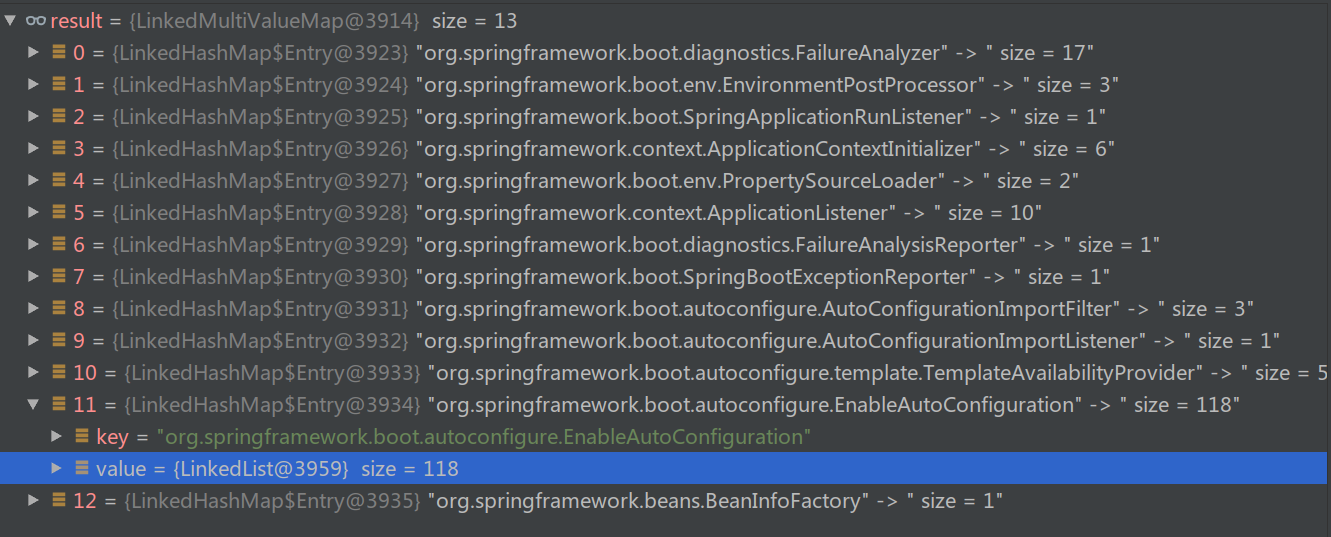 result = {LinkedMultiValueMap@3914} size = 13
0 = {LinkedHashMap$Entry@3923} "org.springframework.boot.diagnostics.FailureAnalyzer" -> " size = 17"
1 = {LinkedHashMap$Entry@3924} "org.springframework.boot.env.EnvironmentPostProcessor" -> " size = 3"
2 = {LinkedHashMap$Entry@3925} "org.springframework.boot.SpringApplicationRunListener" -> " size = 1"
3 = {LinkedHashMap$Entry@3926} "org.springframework.context.ApplicationContextInitializer" -> " size = 6"
4 = {LinkedHashMap$Entry@3927} "org.springframework.boot.env.PropertySourceLoader" -> " size = 2"
5 = {LinkedHashMap$Entry@3928} "org.springframework.context.ApplicationListener" -> " size = 10"
6 = {LinkedHashMap$Entry@3929} "org.springframework.boot.diagnostics.FailureAnalysisReporter" -> " size = 1"
7 = {LinkedHashMap$Entry@3930} "org.springframework.boot.SpringBootExceptionReporter" -> " size = 1"
8 = {LinkedHashMap$Entry@3931} "org.springframework.boot.autoconfigure.AutoConfigurationImportFilter" -> " size = 3"
9 = {LinkedHashMap$Entry@3932} "org.springframework.boot.autoconfigure.AutoConfigurationImportListener" -> " size = 1"
10 = {LinkedHashMap$Entry@3933} "org.springframework.boot.autoconfigure.template.TemplateAvailabilityProvider" -> " size = 5
11 = {LinkedHashMap$Entry@3934} "org.springframework.boot.autoconfigure.EnableAutoConfiguration" -> " size = 118"
key = "org.springframework.boot.autoconfigure.EnableAutoConfiguration"
value = {LinkedList@3959} size = 118
12 = {LinkedHashMap$Entry@3935} "org.springframework.beans.BeanInfoFactory" -> " size = 1"